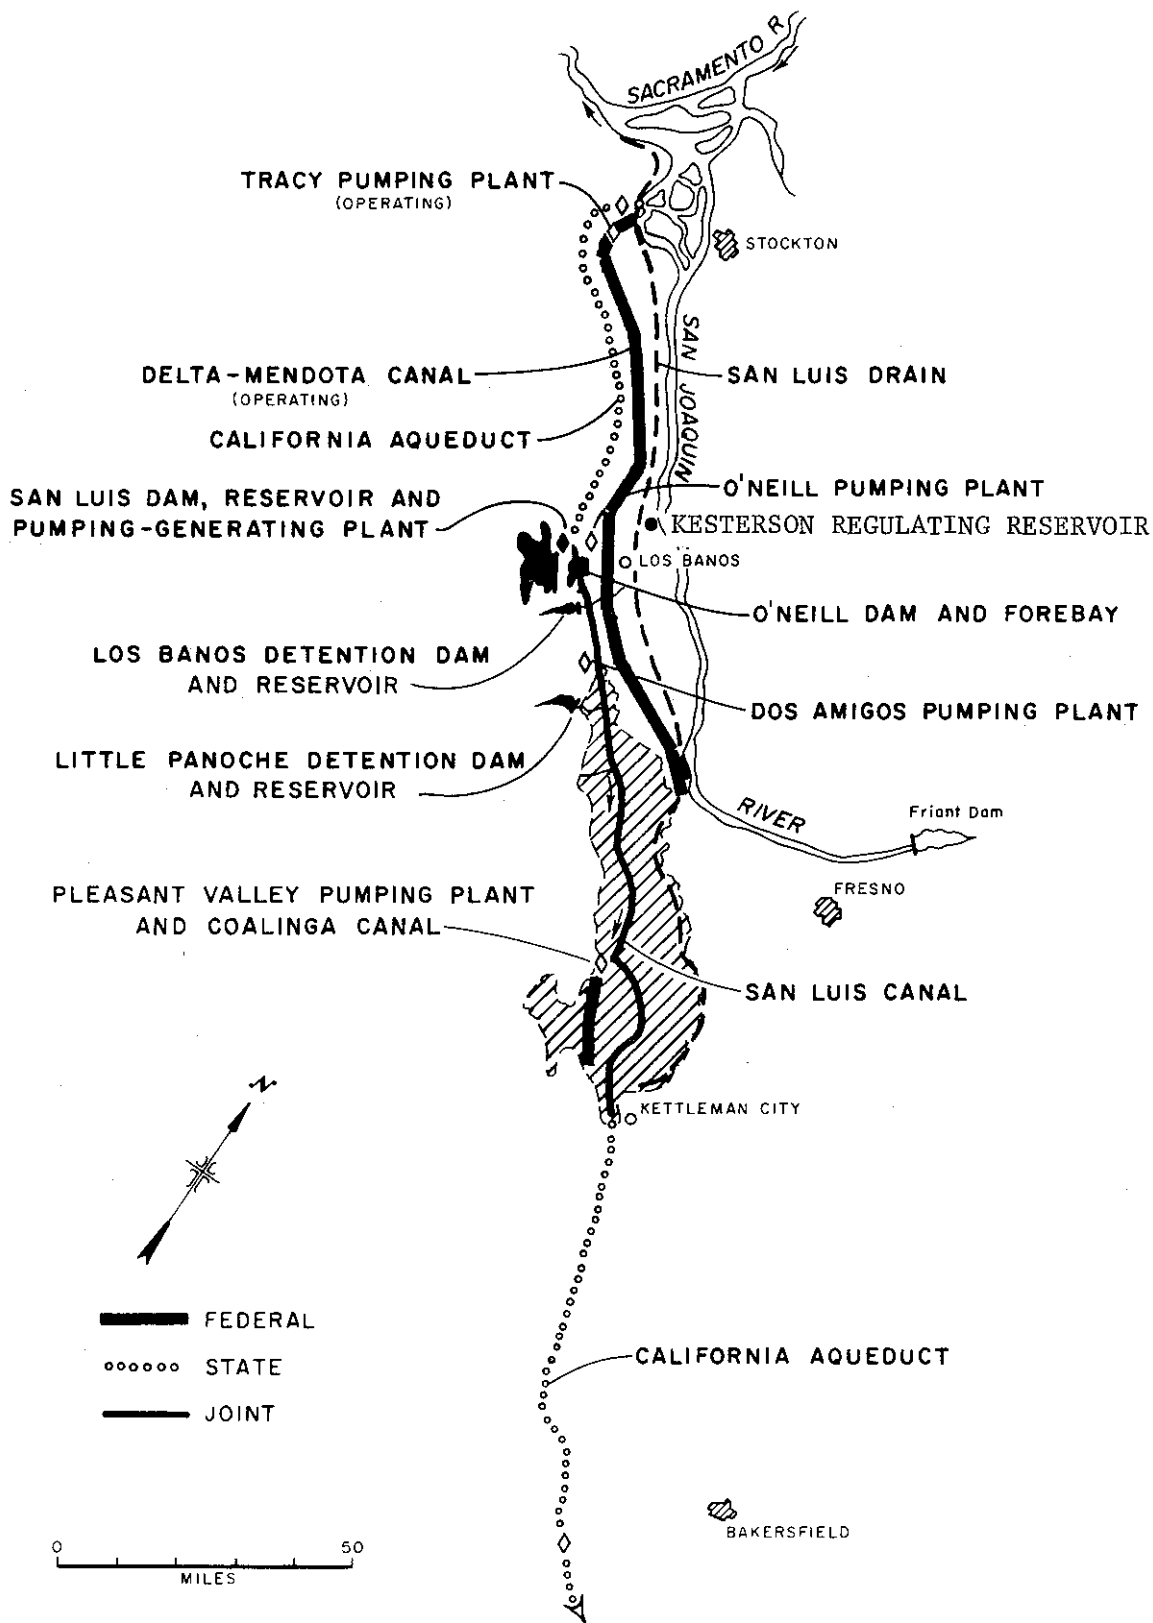 SACRAMENTO R
TRACY PUMPING PLANT
(OPERATING)
STOCKTON
SAN JOAQUIN
DELTA-MENDOTA CANAL
(OPERATING)
SAN LUIS DRAIN
CALIFORNIA AQUEDUCT
SAN LUIS DAM, RESERVOIR AND
PUMPING-GENERATING PLANT
O'NEILL PUMPING PLANT
KESTERSON REGULATING RESERVOIR
LOS BANOS
O'NEILL DAM AND FOREBAY
LOS BANOS DETENTION DAM
AND RESERVOIR
DOS AMIGOS PUMPING PLANT
LITTLE PANOCHE DETENTION DAM
AND RESERVOIR
RIVER
Friant Dam
PLEASANT VALLEY PUMPING PLANT
AND COALINGA CANAL
FRESNO
SAN LUIS CANAL
N
KETTLEMAN CITY
FEDERAL
STATE
JOINT
CALIFORNIA AQUEDUCT
BAKERSFIELD
0 50
MILES